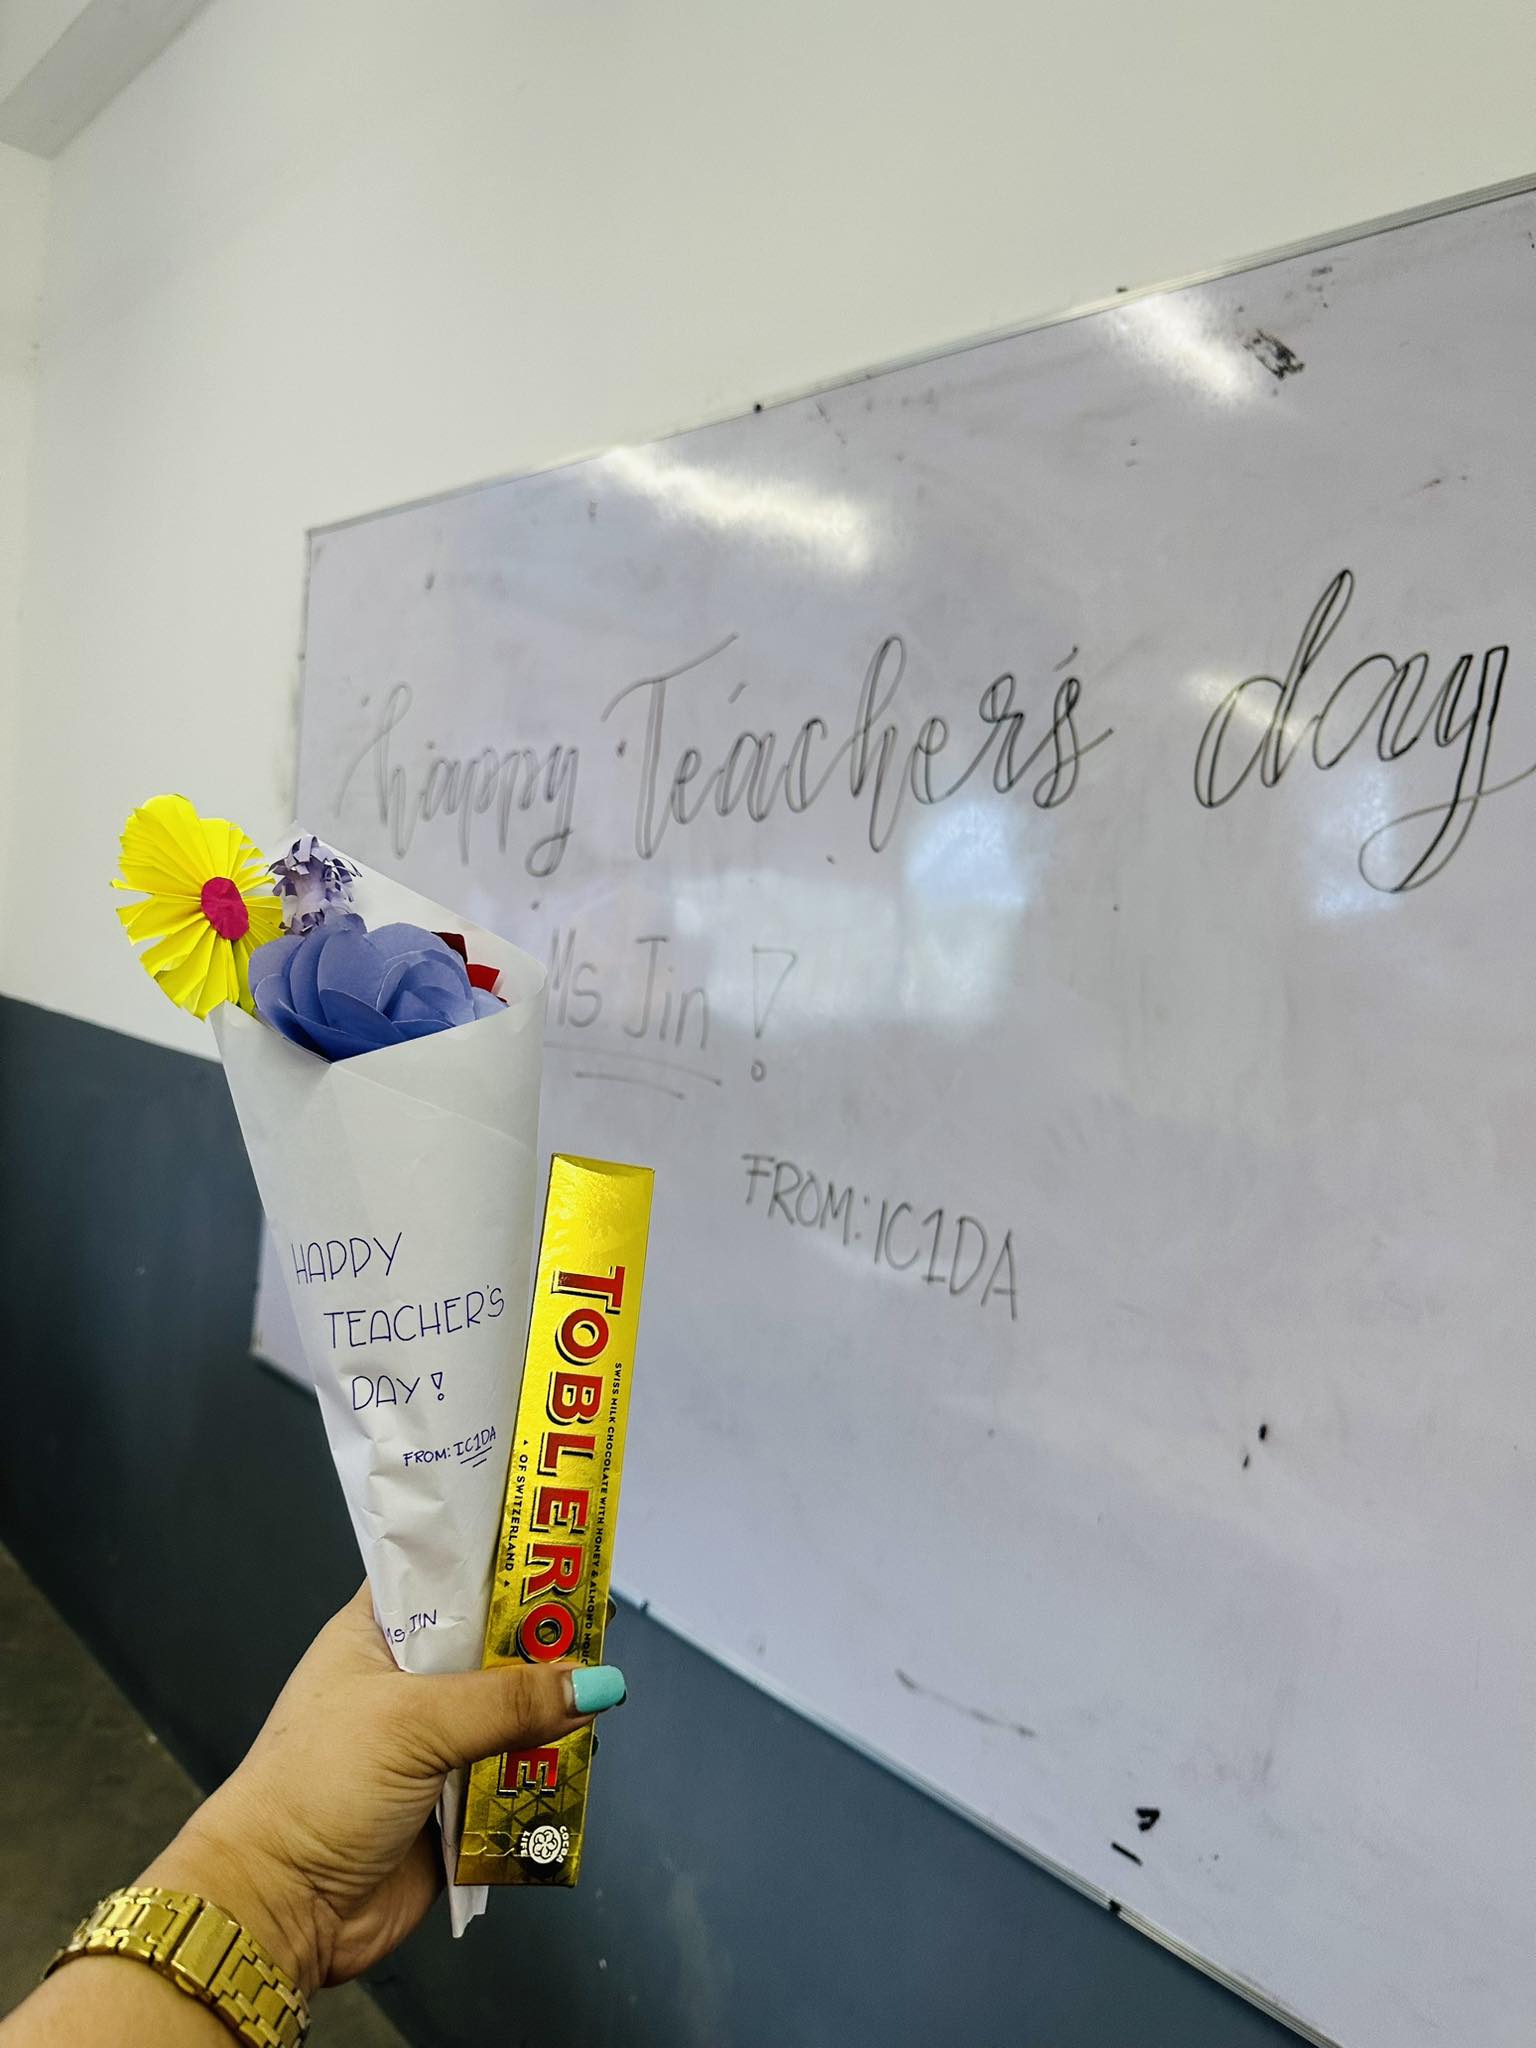 happy Teacher's day
Ms Jin!
FROM: IC1DA
HAPPY
TEACHER'S
DAY!
FROM: IC1DA
Ms JIN
TOBLERONE
SWISS MILK CHOCOLATE WITH HONEY & ALMOND
OF SWITZERLAND
COCOA
LIFE